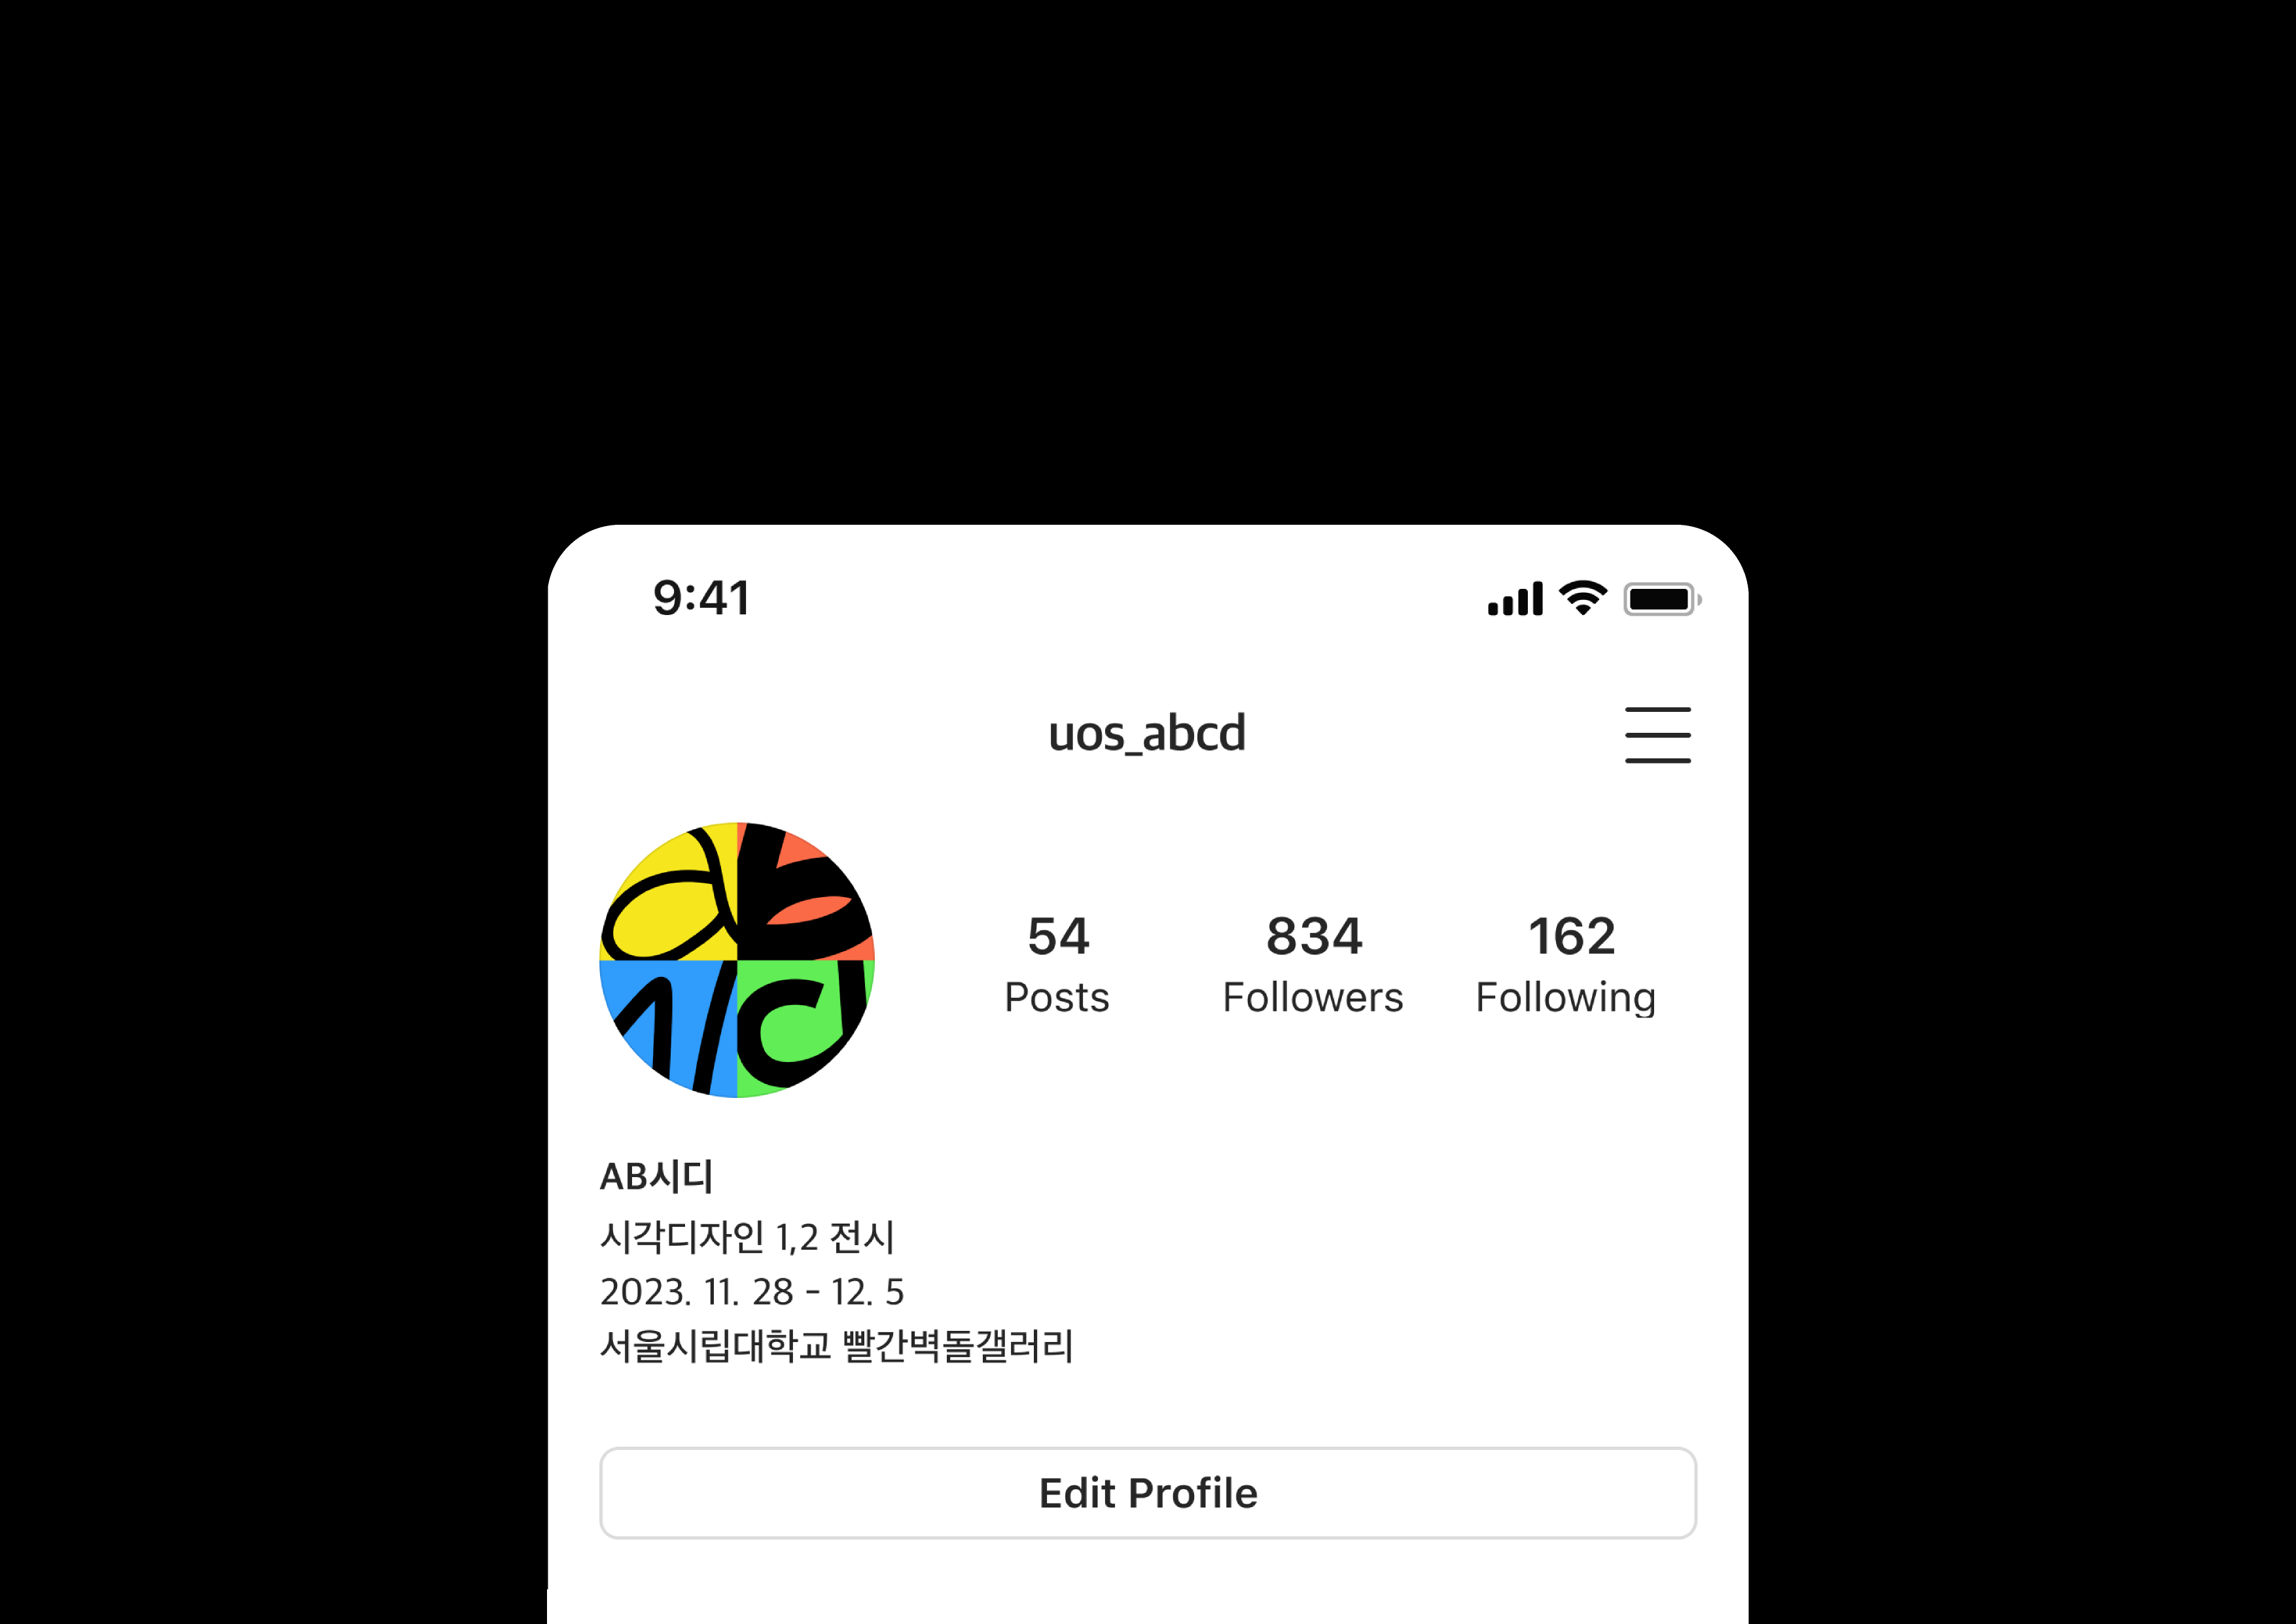 9:41
uos_abcd
54 834 162
Posts Followers Following
AB시디
시각디자인 1,2 전시
2023. 11. 28 - 12. 5
서울시립대학교 빨간벽돌갤러리
Edit Profile